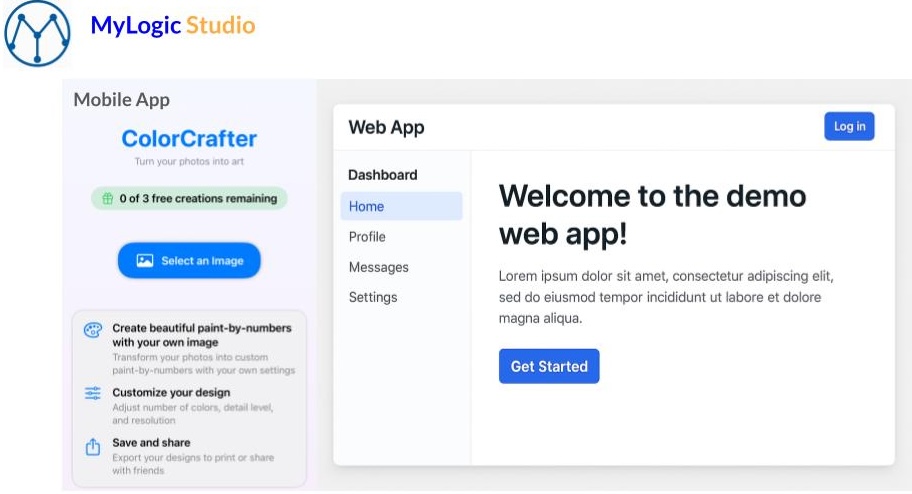 MyLogic Studio
Mobile App
ColorCrafter
Turn your photos into art
0 of 3 free creations remaining
Select an Image
Create beautiful paint-by-numbers
with your own image
Transform your photos into custom
paint-by-numbers with your own settings
Customize your design
Adjust number of colors, detail level,
and resolution
Save and share
Export your designs to print or share
with friends
Web App
Log in
Dashboard
Home
Profile
Messages
Settings
Welcome to the demo
web app!
Lorem ipsum dolor sit amet, consectetur adipiscing elit,
sed do eiusmod tempor incididunt ut labore et dolore
magna aliqua.
Get Started